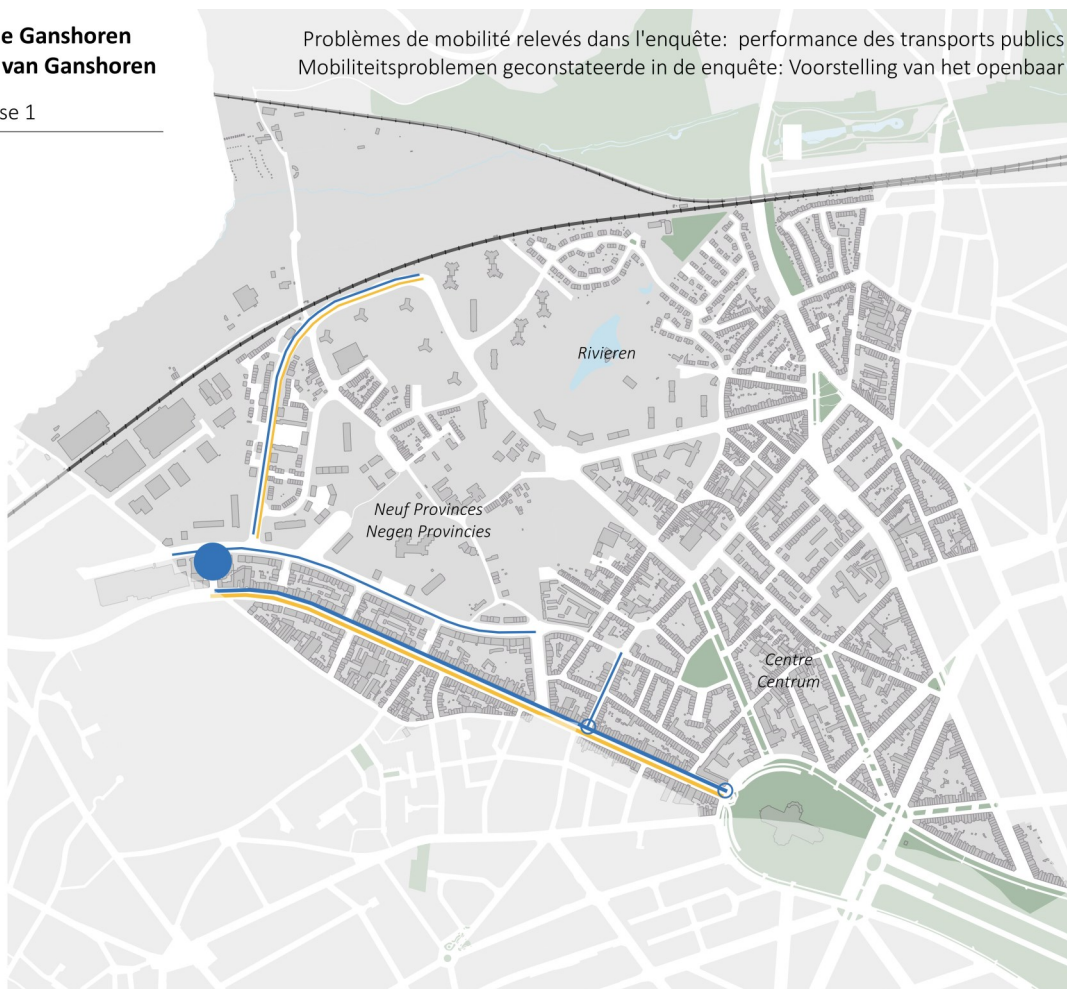 e Ganshoren
van Ganshoren
se 1
Problèmes de mobilité relevés dans l'enquête: performance des transports publics
Mobiliteitsproblemen geconstateerde in de enquête: Voorstelling van het openbaar
Rivieren
Neuf Provinces
Negen Provincies
Centre
Centrum